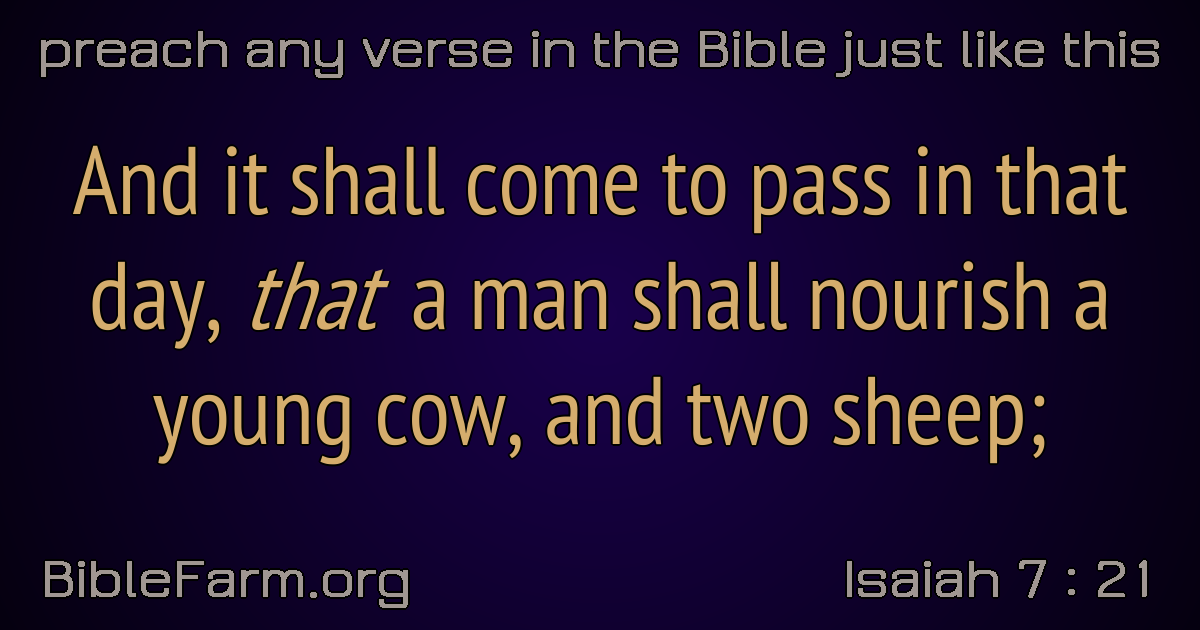 preach any verse in the Bible just like this
And it shall come to pass in that
day, that a man shall nourish a
young cow, and two sheep;
BibleFarm.org
Isaiah 7 : 21